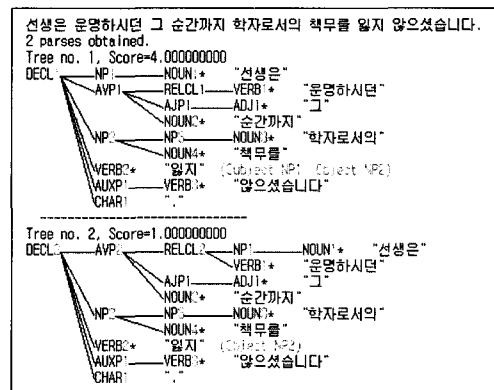 선생은 운명하시던 그 순간까지 학자로서의 책무를 잃지 않으셨습니다.
2 parses obtained.
Tree no. 1, Score=4.000000000
DECL1 NP1 NOUN1* "선생은"
AVP1 RELCL1 VERB1* "운명하시던"
AJP1 ADJ1* "그"
NOUN2* "순간까지"
NP2 NP3 NOUN3* "학자로서의"
NOUN4* "책무를"
VERB2* "잃지" (Subject NP1 Object NP2)
AUXP1 VERB3* "않으셨습니다"
CHAR1 "."
Tree no. 2, Score=1.000000000
DECL2 AVP2 RELCL2 NP1 NOUN1* "선생은"
VERB1* "운명하시던"
AJP1 ADJ1* "그"
NOUN2* "순간까지"
NP2 NP3 NOUN3* "학자로서의"
NOUN4* "책무를"
VERB2* "잃지" (Object NP2)
AUXP1 VERB3* "않으셨습니다"
CHAR1 "."